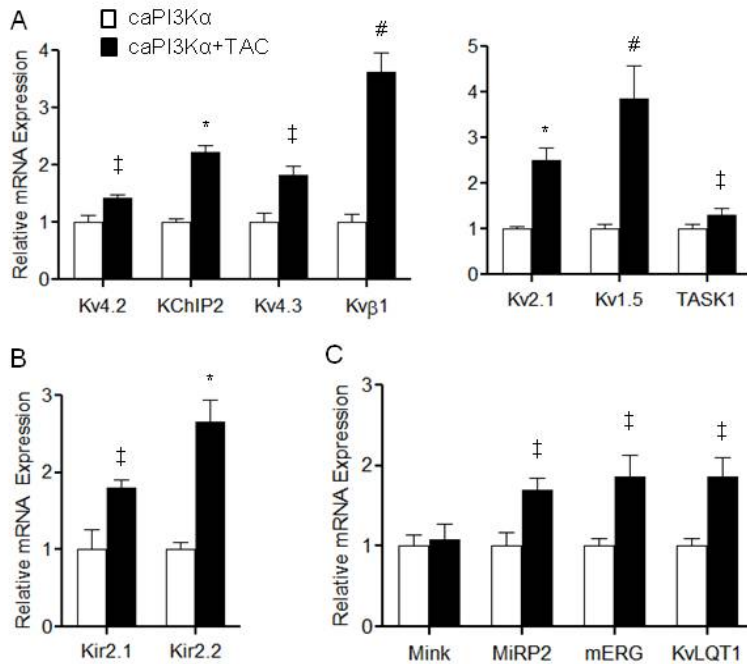 A
caPI3Kα
caPI3Kα+TAC
Relative mRNA Expression
4
3
2
1
0
‡
*
‡
#
Kv4.2 KChIP2 Kv4.3 Kvβ1
5
4
3
2
1
0
*
#
‡
Kv2.1 Kv1.5 TASK1
B
Relative mRNA Expression
3
2
1
0
‡
*
Kir2.1 Kir2.2
C
Relative mRNA Expression
3
2
1
0
‡
‡
‡
Mink MiRP2 mERG KvLQT1